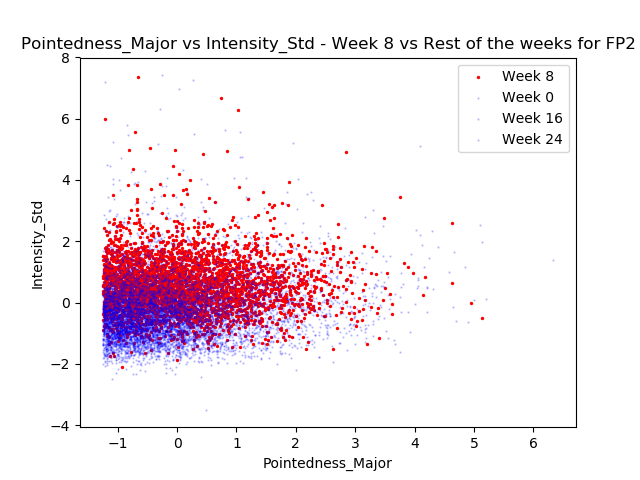 Pointedness_Major vs Intensity_Std - Week 8 vs Rest of the weeks for FP2
Week 8
Week 0
Week 16
Week 24
8
6
4
2
0
−2
−4
Intensity_Std
−1 0 1 2 3 4 5 6
Pointedness_Major